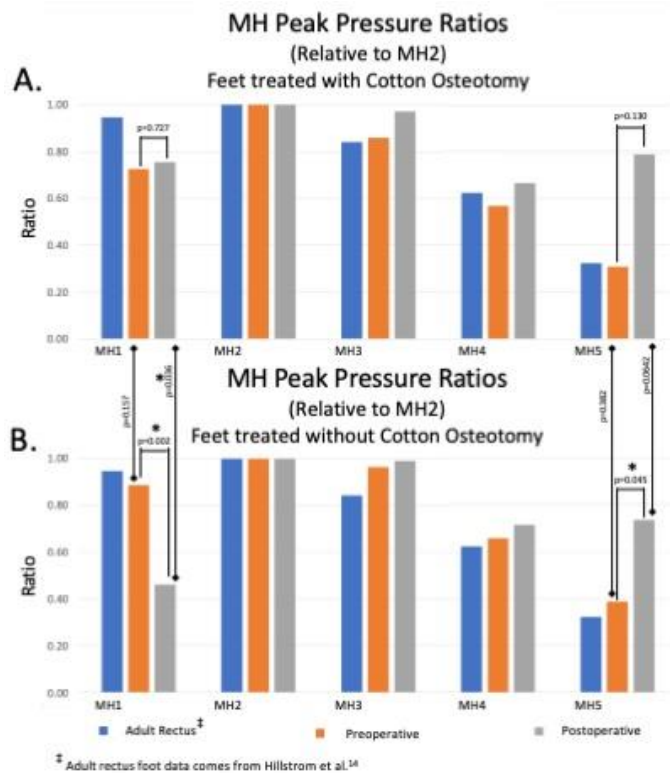 MH Peak Pressure Ratios
(Relative to MH2)
Feet treated with Cotton Osteotomy
A.
1.00
0.80
0.60
0.40
0.20
0.00
Ratio
p=0.727
p=0.130
MH1 MH2 MH3 MH4 MH5
p=0.157
*
p=0.036
p=0.382
p=0.0642
MH Peak Pressure Ratios
(Relative to MH2)
Feet treated without Cotton Osteotomy
B.
1.00
0.80
0.60
0.40
0.20
0.00
Ratio
*
p=0.002
*
p=0.045
MH1 MH2 MH3 MH4 MH5
Adult Rectus‡ Preoperative Postoperative
‡ Adult rectus foot data comes from Hillstrom et al.¹⁴